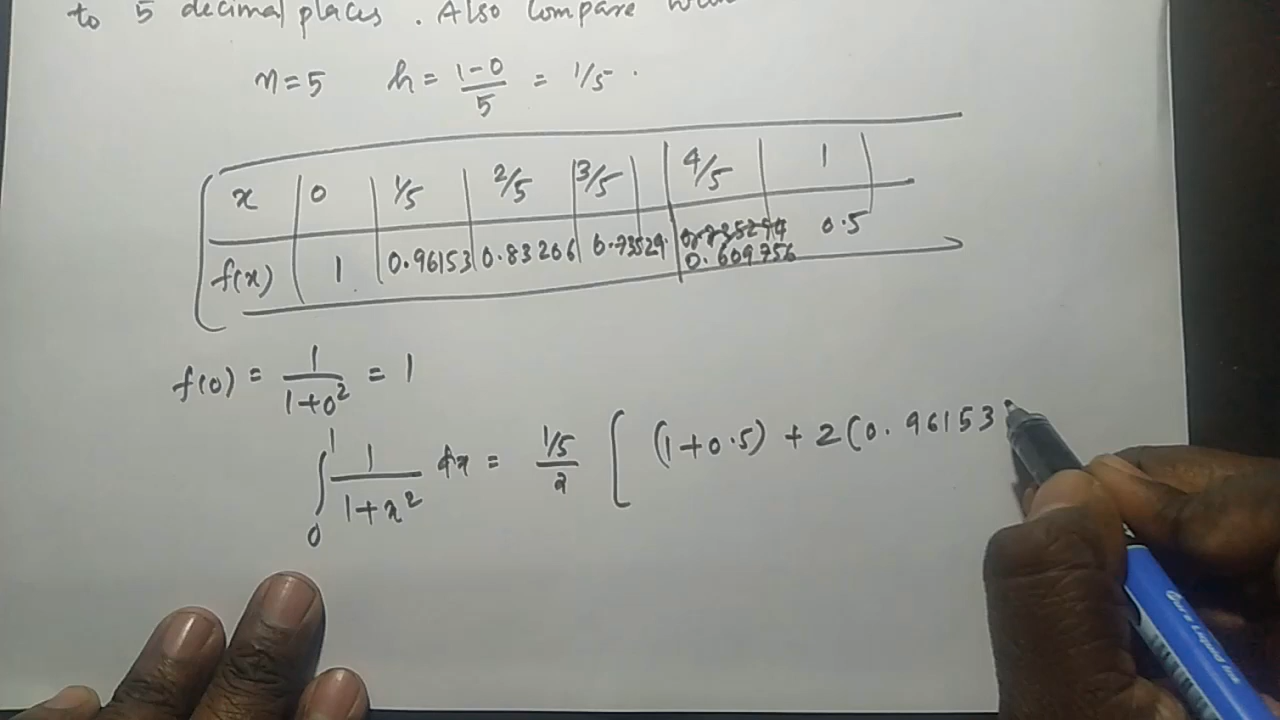 to 5 decimal places. Also Compare
n=5 h = 1-0/5 = 1/5.
x | 0 | 1/5 | 2/5 | 3/5 | 4/5 | 1
f(x) | 1 | 0.96153 | 0.83206 | 0.73529 | 0.609756 | 0.5
f(0) = 1/1+0² = 1
∫₀¹ 1/1+x² dx = 1/5/2 [ (1+0.5) + 2(0.96153